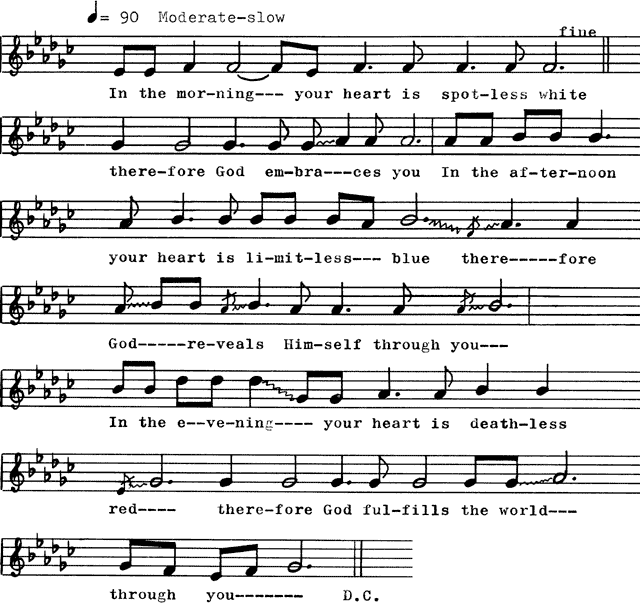 ♩= 90 Moderate-slow
fine
In the mor-ning--- your heart is spot-less white
there-fore God em-bra---ces you In the af-ter-noon
your heart is li-mit-less--- blue there-----fore
God-----re-veals Him-self through you---
In the e--ve-ning---- your heart is death-less
red---- there-fore God ful-fills the world---
through you------- D.C.